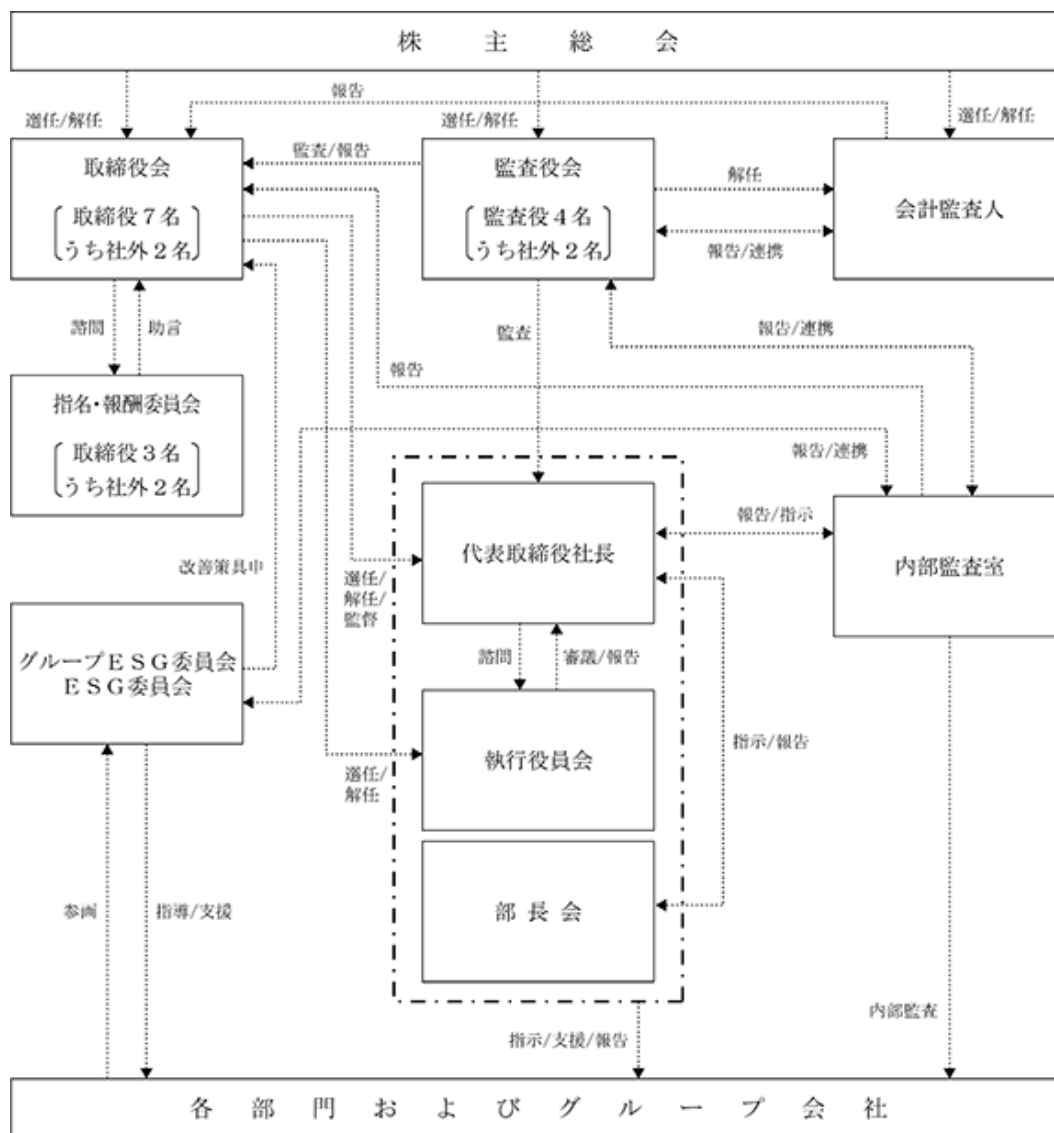 株主総会
報告
選任/解任
選任/解任
選任/解任
取締役会
取締役7名
うち社外2名
監査/報告
監査役会
監査役4名
うち社外2名
解任
報告/連携
会計監査人
諮問
助言
監査
報告/連携
報告
指名・報酬委員会
取締役3名
うち社外2名
報告/連携
代表取締役社長
報告/指示
内部監査室
改善策具申
選任/
解任/
監督
諮問
審議/報告
グループESG委員会
ESG委員会
執行役員会
選任/
解任
指示/報告
部長会
参画
指導/支援
指示/支援/報告
内部監査
各部門およびグループ会社